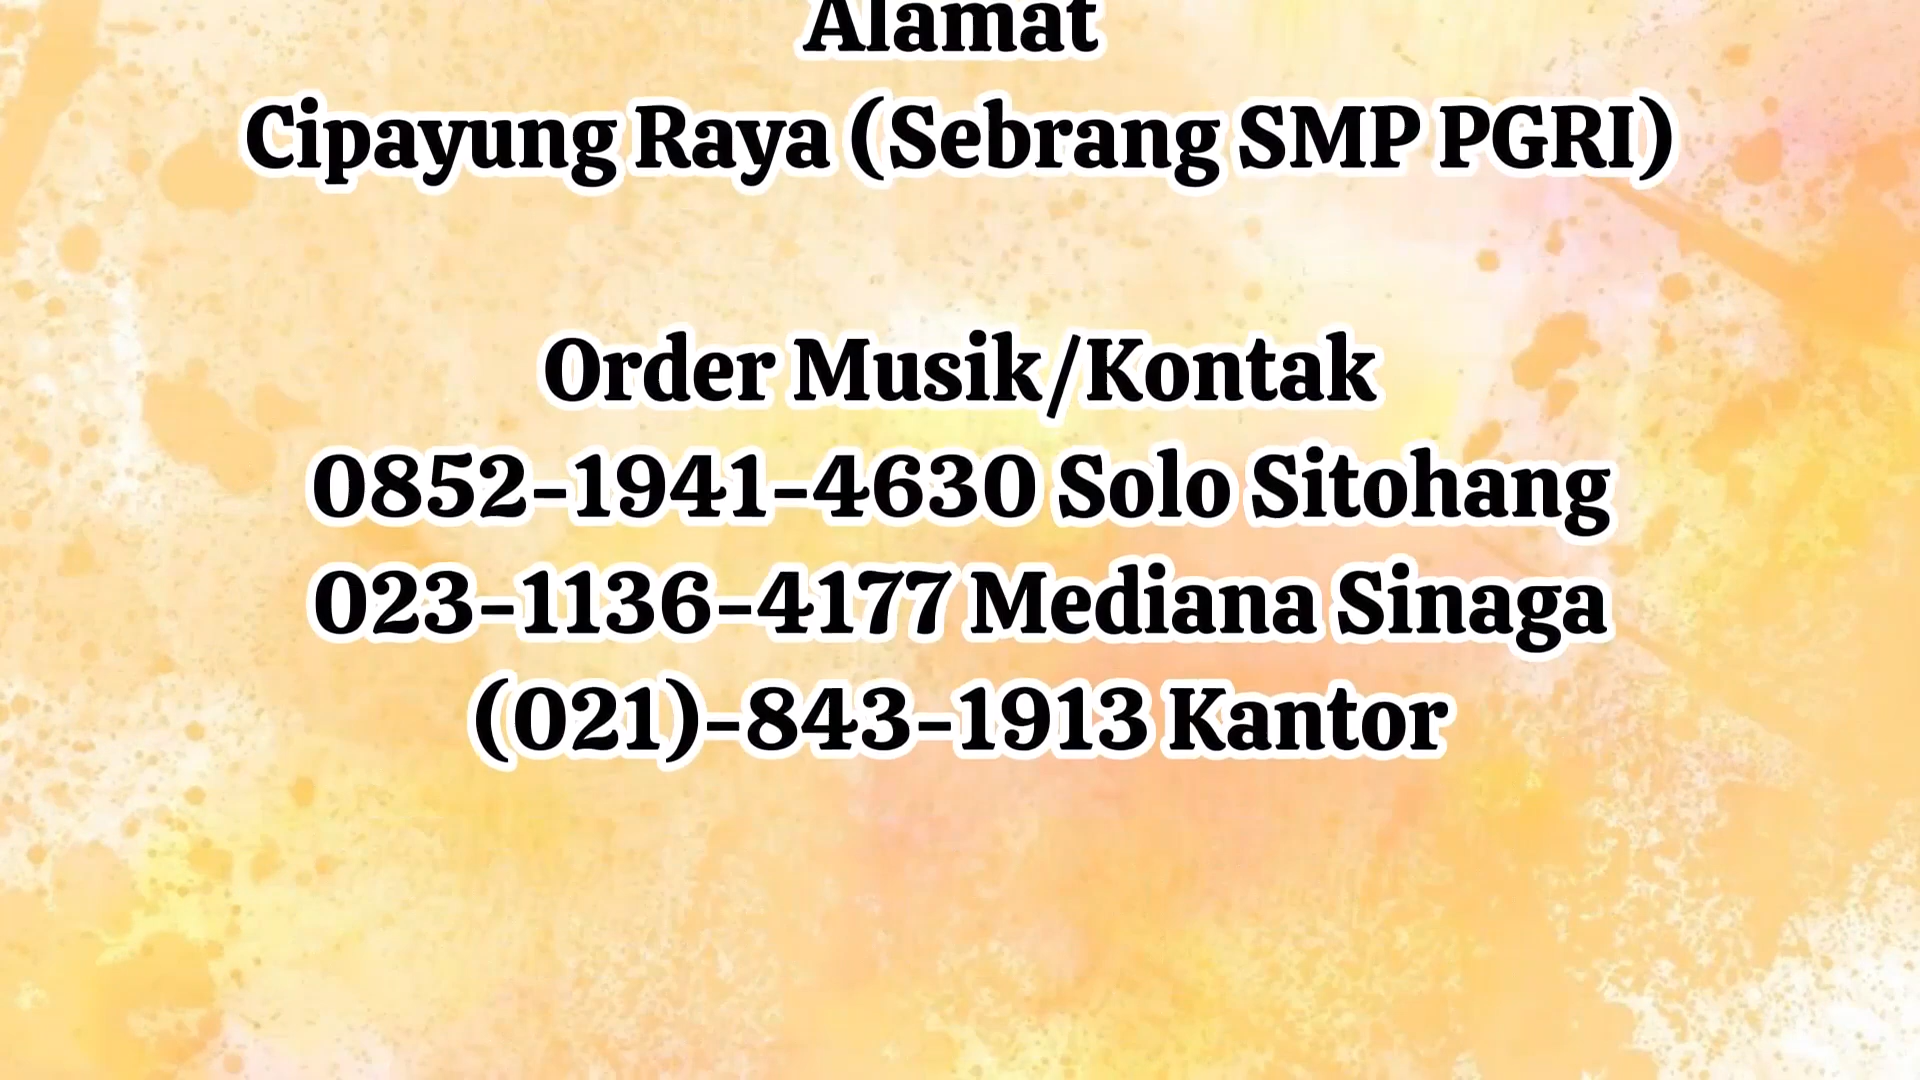 Alamat
Cipayung Raya (Sebrang SMP PGRI)
Order Musik/Kontak
0852-1941-4630 Solo Sitohang
023-1136-4177 Mediana Sinaga
(021)-843-1913 Kantor